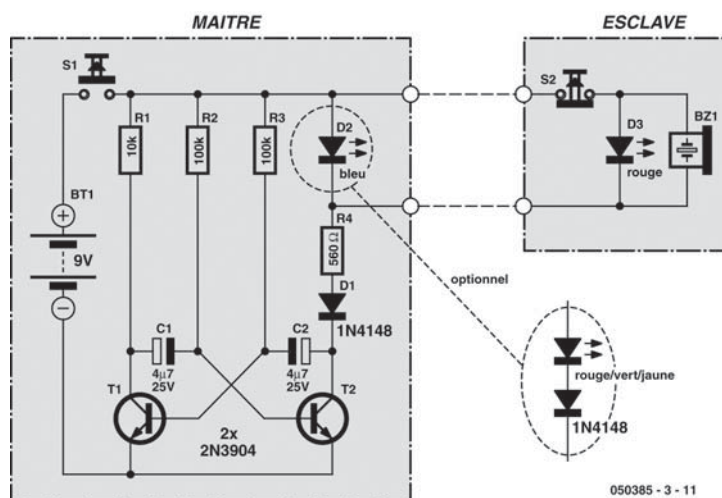 MAITRE
ESCLAVE
S1
S2
R1
R2
R3
D2
D3
BZ1
10k
100k
100k
bleu
rouge
BT1
R4
9V
560Ω
optionnel
D1
1N4148
C1
C2
rouge/vert/jaune
4µ7
25V
4µ7
25V
T1
T2
1N4148
2x
2N3904
050385 - 3 - 11